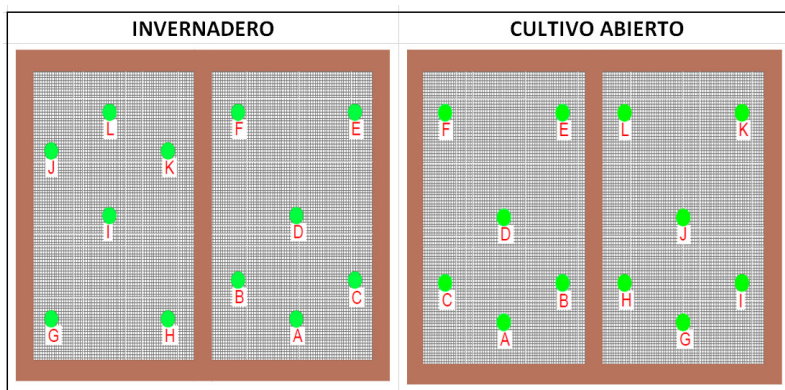 INVERNADERO CULTIVO ABIERTO
L F E F E L K
J K
I D D J
B C C B H I
G H A A G